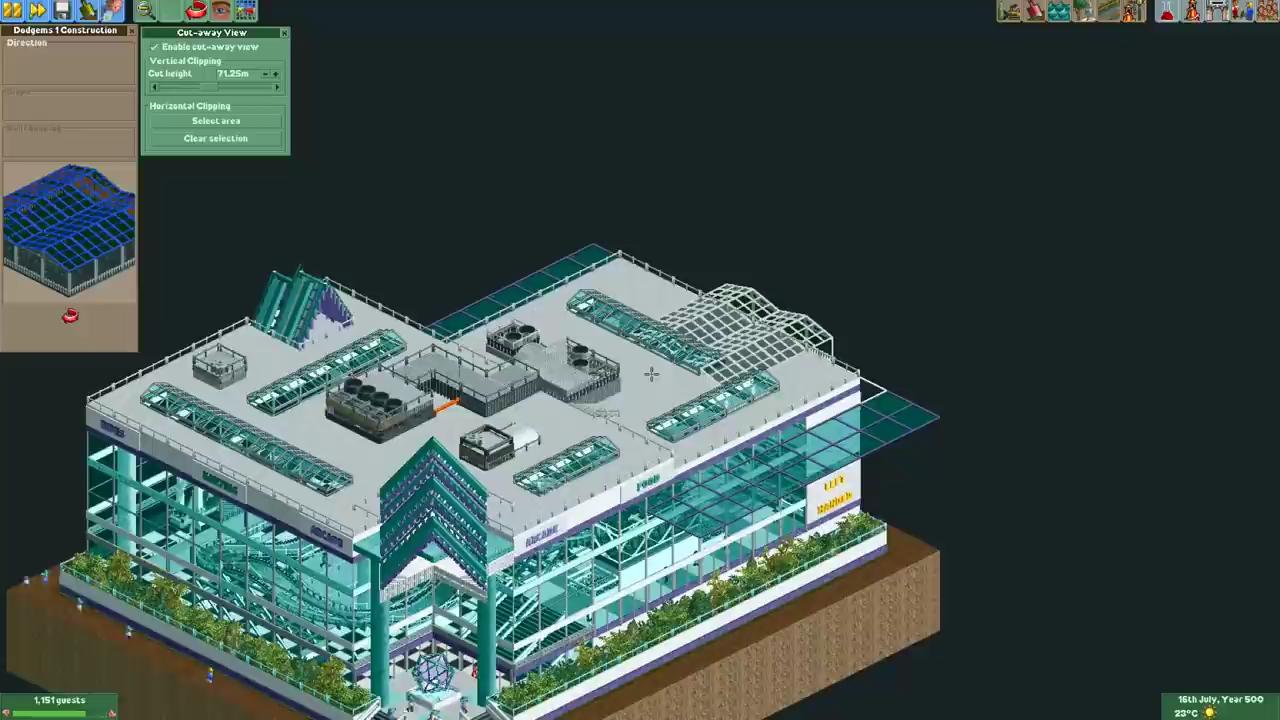 Dodgems 1 Construction
Direction
Cut-away View
Enable cut-away view
Vertical Clipping
Cut height 71.25m
Horizontal Clipping
Select area
Clear selection
FOOD
ARCADE
1,151 guests
16th July, Year 500
23°C